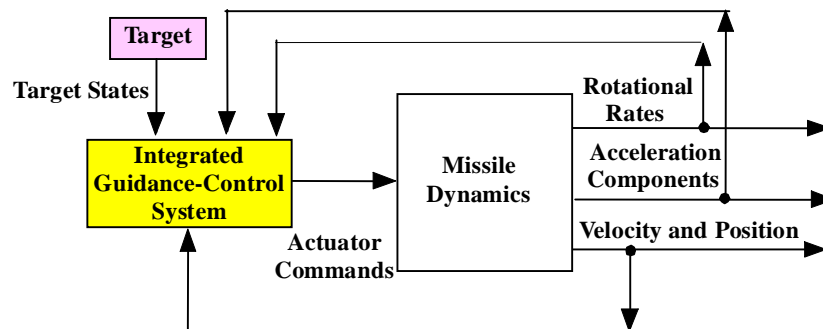 Target
Target States
Integrated
Guidance-Control
System
Actuator
Commands
Missile
Dynamics
Rotational
Rates
Acceleration
Components
Velocity and Position